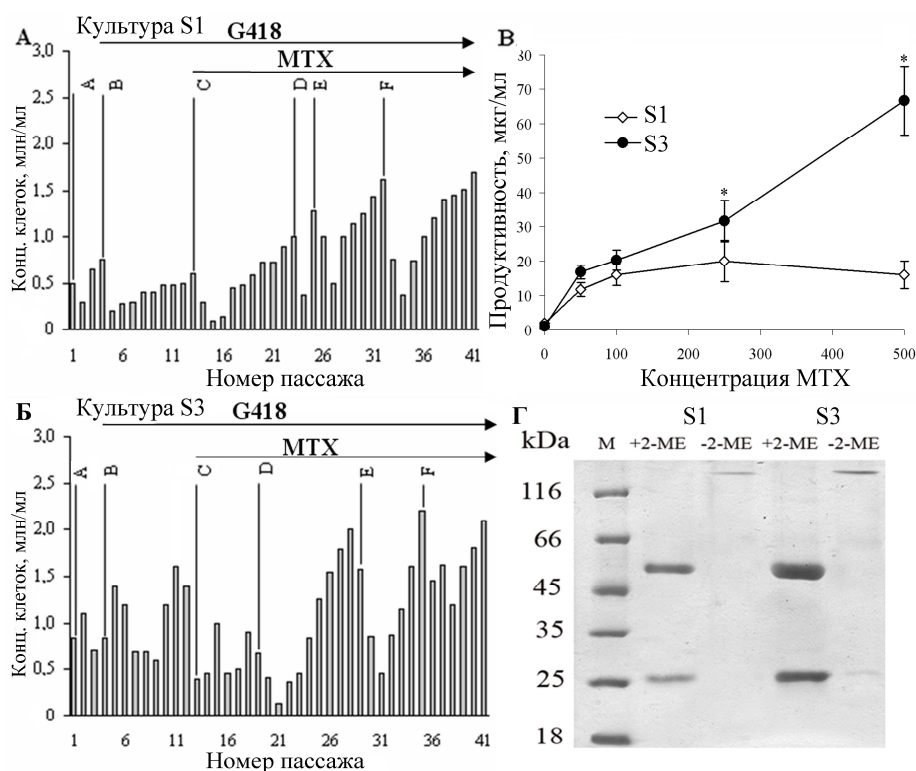 А
Культура S1
G418
MTX
A
B
C
D
E
F
Конц. клеток, млн/мл
3,0
2,5
2,0
1,5
1,0
0,5
0
1 6 11 16 21 26 31 36 41
Номер пассажа
В
Продуктивность, мкг/мл
70
60
50
40
30
20
10
0
S1
S3
*
*
0 100 200 300 400 500
Концентрация МТХ
Б
Культура S3
G418
MTX
A
B
C
D
E
F
Конц. клеток, млн/мл
3,0
2,5
2,0
1,5
1,0
0,5
0
1 6 11 16 21 26 31 36 41
Номер пассажа
Г
S1 S3
kDa M +2-ME -2-ME +2-ME -2-ME
116
66
45
35
25
18